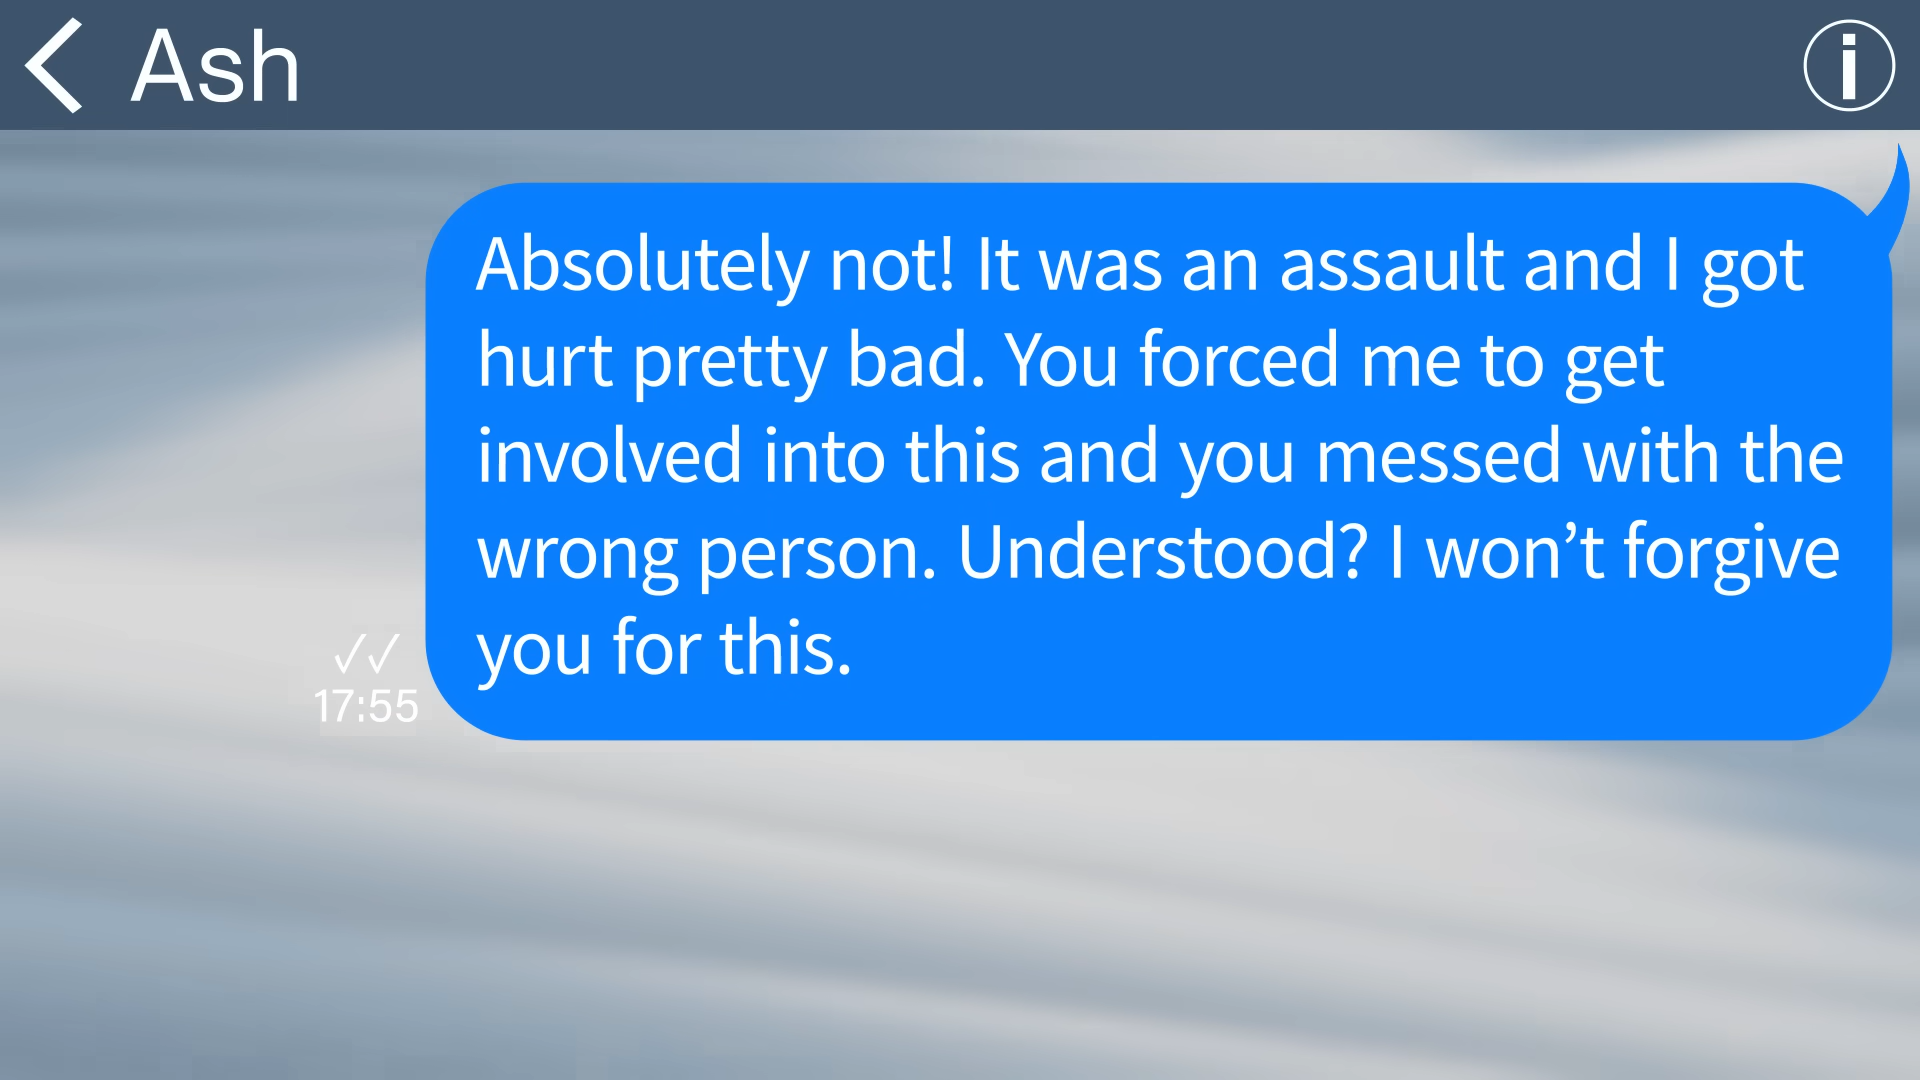 Ash
Absolutely not! It was an assault and I got
hurt pretty bad. You forced me to get
involved into this and you messed with the
wrong person. Understood? I won’t forgive
you for this.
17:55